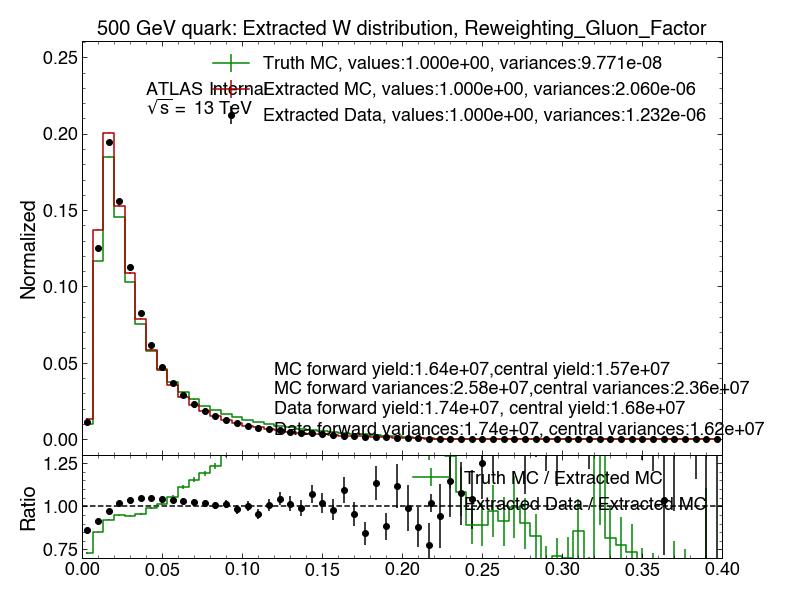 500 GeV quark: Extracted W distribution, Reweighting_Gluon_Factor
0.25
0.20
0.15
0.10
0.05
0.00
Normalized
Truth MC, values:1.000e+00, variances:9.771e-08
ATLAS Internal
Extracted MC, values:1.000e+00, variances:2.060e-06
√s = 13 TeV
Extracted Data, values:1.000e+00, variances:1.232e-06
MC forward yield:1.64e+07,central yield:1.57e+07
MC forward variances:2.58e+07,central variances:2.36e+07
Data forward yield:1.74e+07, central yield:1.68e+07
Data forward variances:1.74e+07, central variances:1.62e+07
1.25
1.00
0.75
Ratio
Truth MC / Extracted MC
Extracted Data / Extracted MC
0.00 0.05 0.10 0.15 0.20 0.25 0.30 0.35 0.40